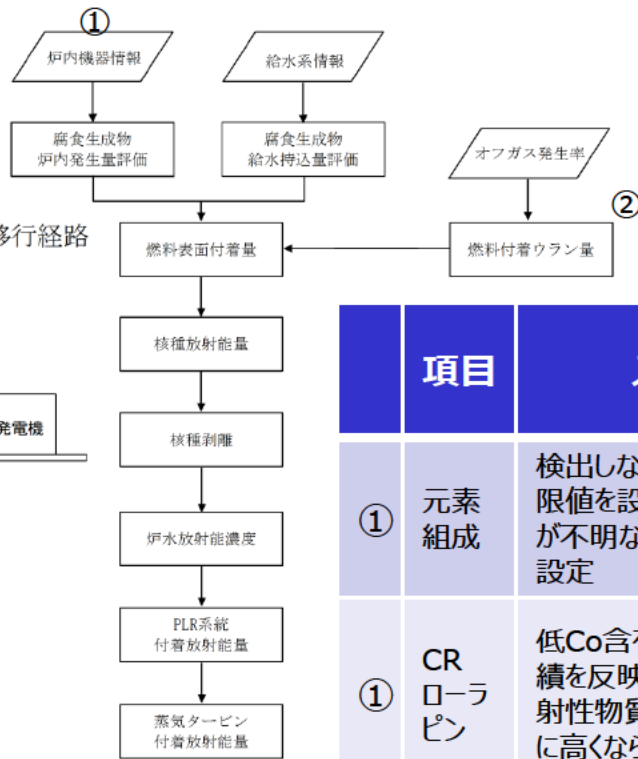 ①
炉内機器情報
給水系情報
腐食生成物
炉内発生量評価
腐食生成物
給水持込量評価
オフガス発生率
②
移行経路
燃料表面付着量
燃料付着ウラン量
核種放射能量
核種剥離
発電機
炉水放射能濃度
PLR系統
付着放射能量
蒸気タービン
付着放射能量
項目
①
元素
組成
検出しな
限値を設
が不明な
設定
①
CR
ローラ
ピン
低Co含
績を反映
射性物質
に高くなら